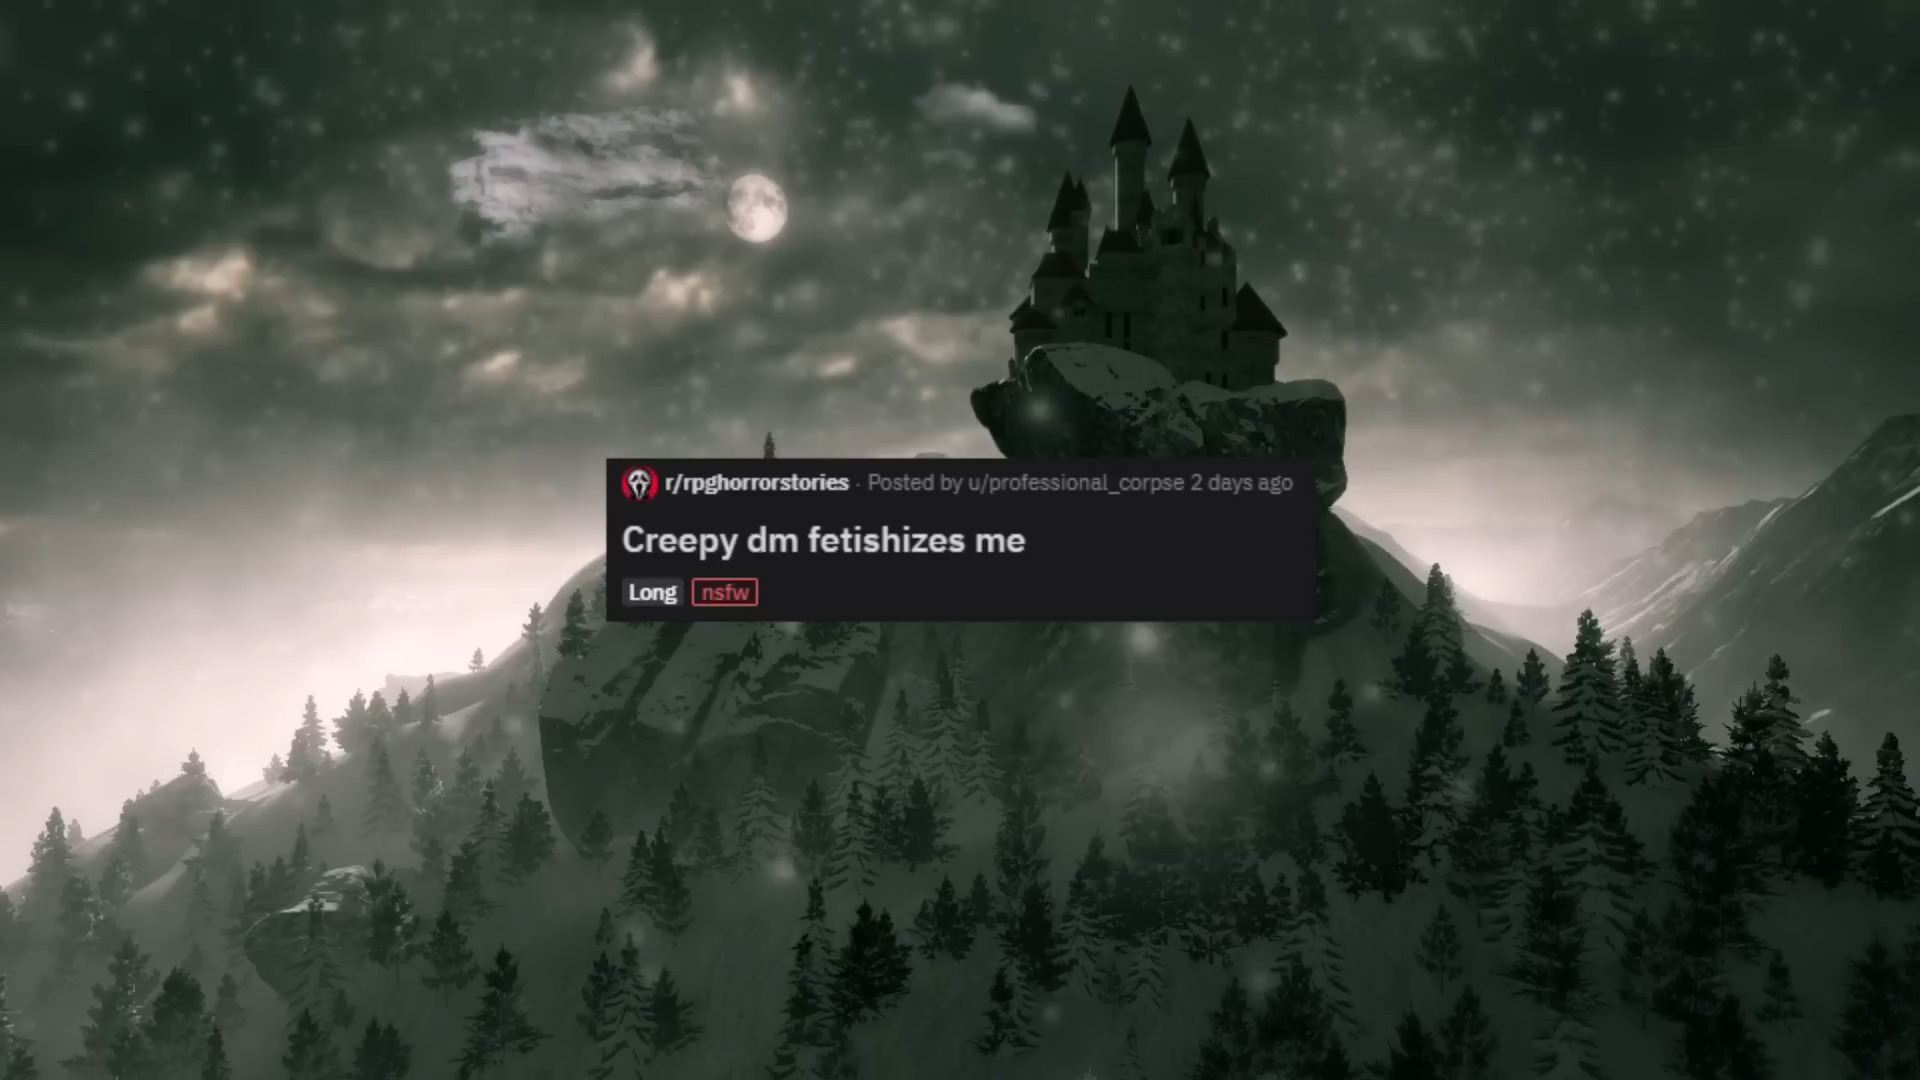 r/rpghorrorstories · Posted by u/professional_corpse 2 days ago
Creepy dm fetishizes me
Long nsfw